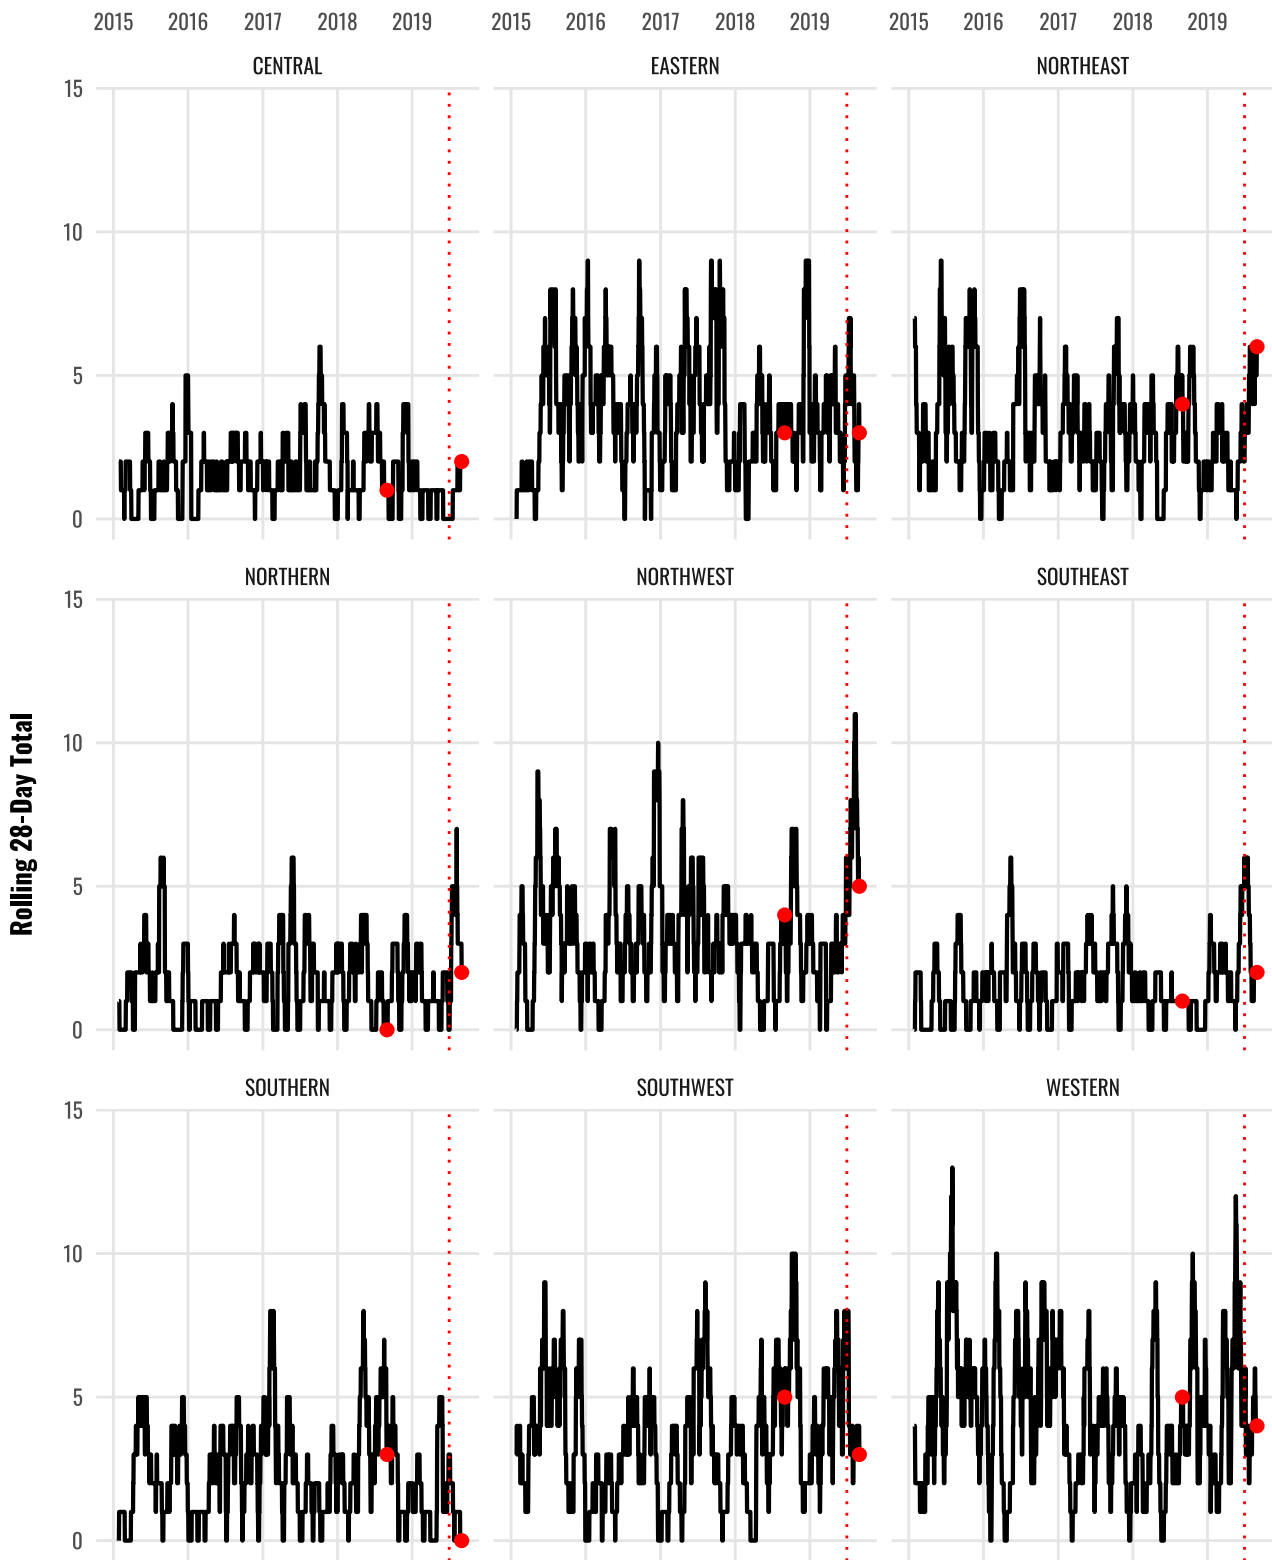 2015 2016 2017 2018 2019 2015 2016 2017 2018 2019 2015 2016 2017 2018 2019
CENTRAL EASTERN NORTHEAST
15
10
5
0
NORTHERN NORTHWEST SOUTHEAST
15
10
5
0
Rolling 28-Day Total
SOUTHERN SOUTHWEST WESTERN
15
10
5
0